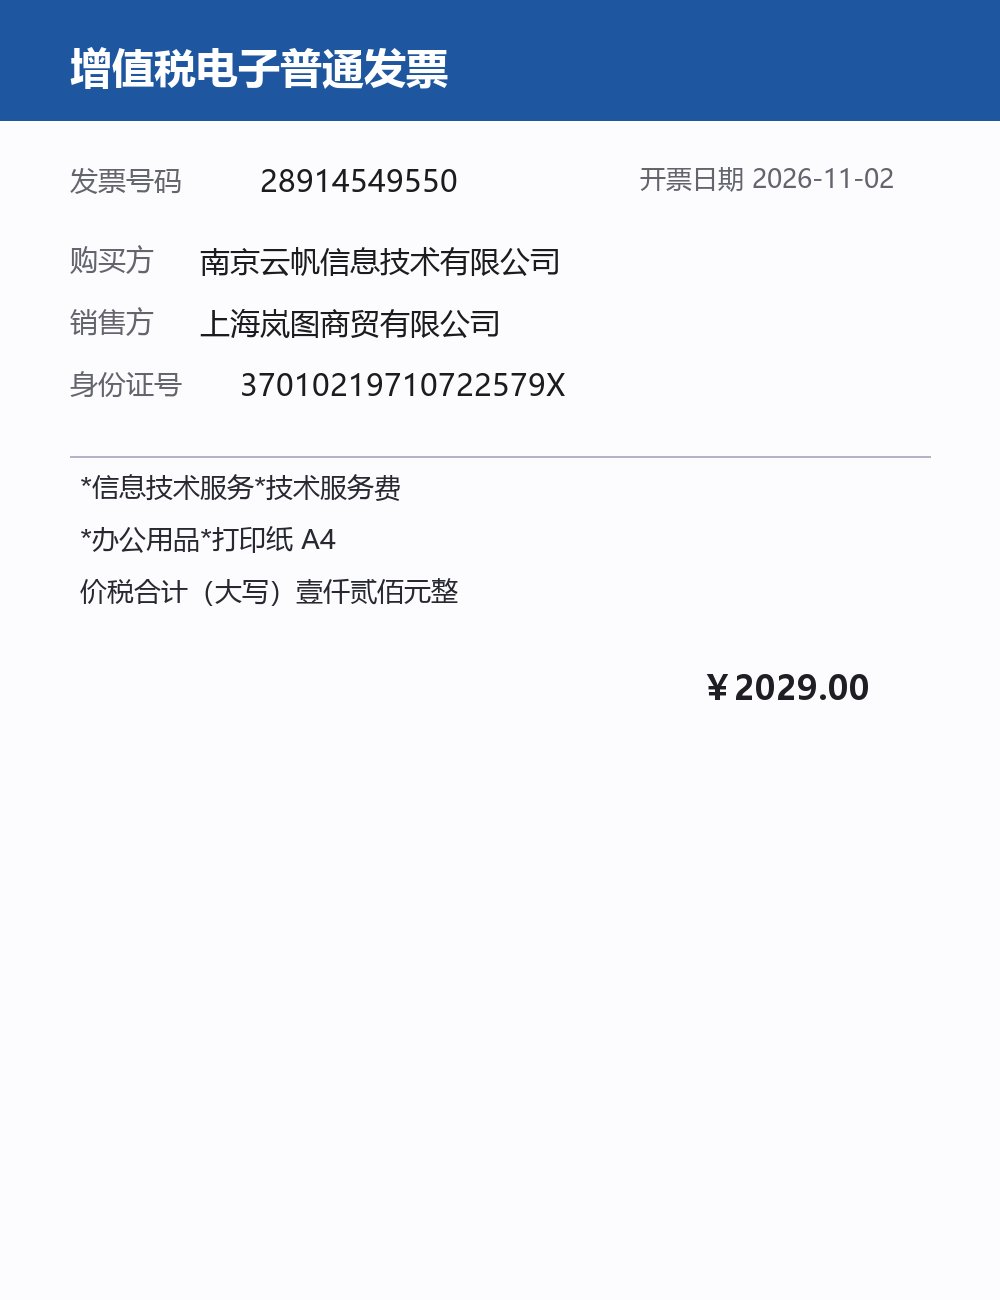 增值税电子普通发票
发票号码 28914549550 开票日期 2026-11-02
购买方 南京云帆信息技术有限公司
销售方 上海岚图商贸有限公司
身份证号 37010219710722579X
*信息技术服务*技术服务费
*办公用品*打印纸 A4
价税合计（大写）壹仟贰佰元整
¥2029.00